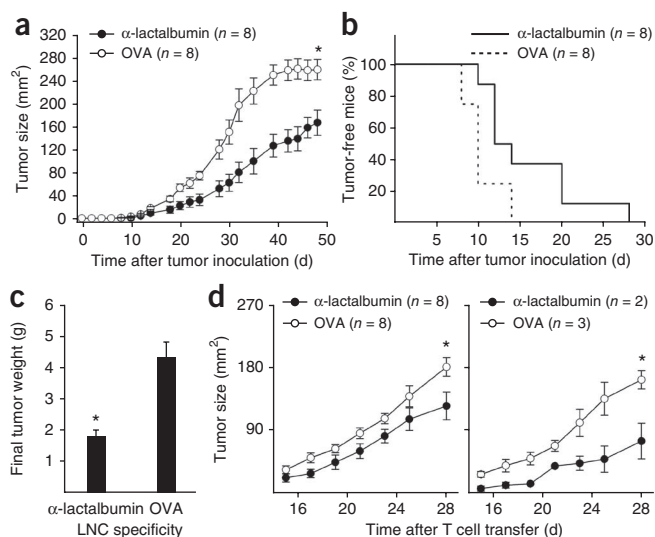 a
α-lactalbumin (n = 8)
OVA (n = 8)
320
280
240
200
160
120
80
40
0
*
Tumor size (mm²)
0 10 20 30 40 50
Time after tumor inoculation (d)
b
α-lactalbumin (n = 8)
OVA (n = 8)
100
80
60
40
20
Tumor-free mice (%)
5 10 15 20 25 30
Time after tumor inoculation (d)
c
6
5
4
3
2
1
0
*
Final tumor weight (g)
α-lactalbumin OVA
LNC specificity
d
α-lactalbumin (n = 8)
OVA (n = 8)
270
180
90
*
Tumor size (mm²)
16 20 24 28
α-lactalbumin (n = 2)
OVA (n = 3)
*
16 20 24 28
Time after T cell transfer (d)